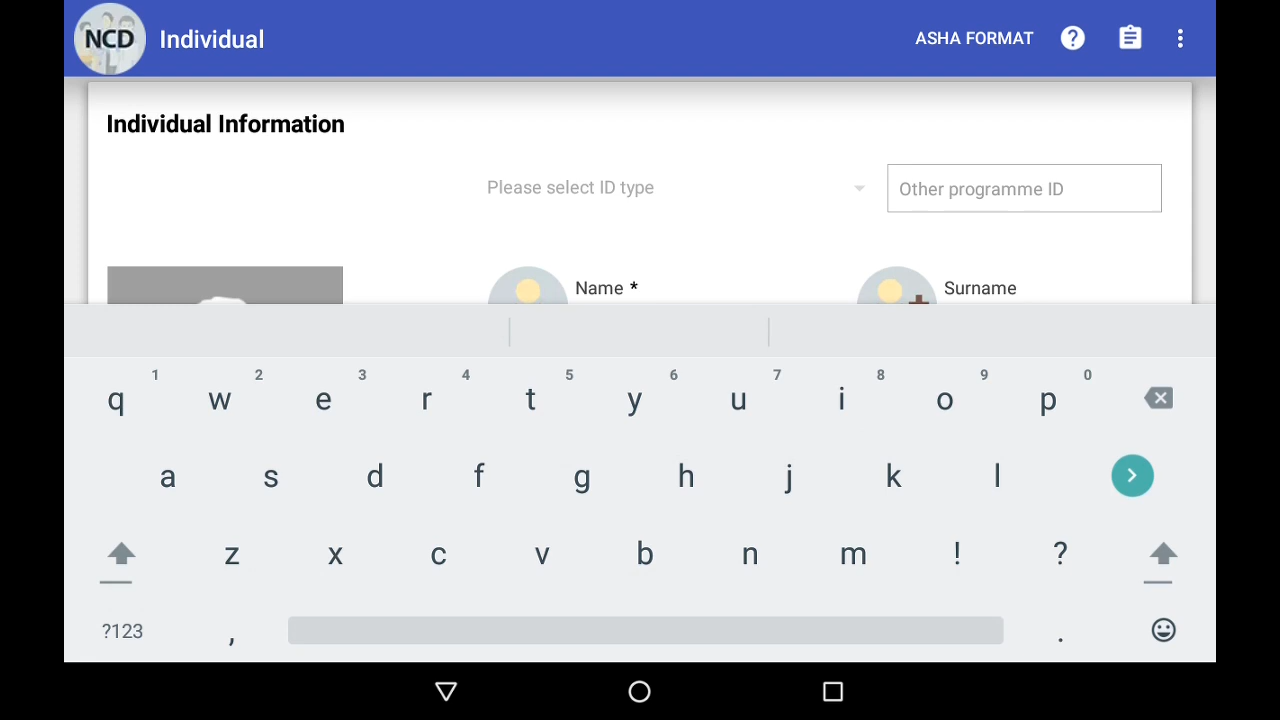 NCD Individual ASHA FORMAT
Individual Information
Please select ID type Other programme ID
Name * Surname
1 2 3 4 5 6 7 8 9 0
q w e r t y u i o p
a s d f g h j k l
z x c v b n m ! ?
?123 , .